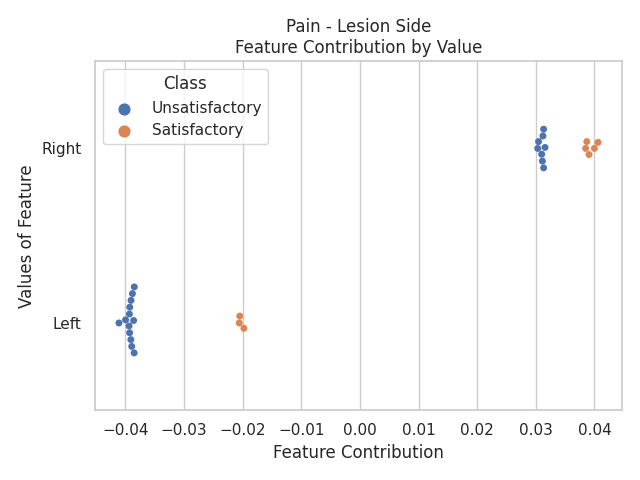 Pain - Lesion Side
Feature Contribution by Value
Class
Unsatisfactory
Satisfactory
Values of Feature
Right
Left
−0.04 −0.03 −0.02 −0.01 0.00 0.01 0.02 0.03 0.04
Feature Contribution